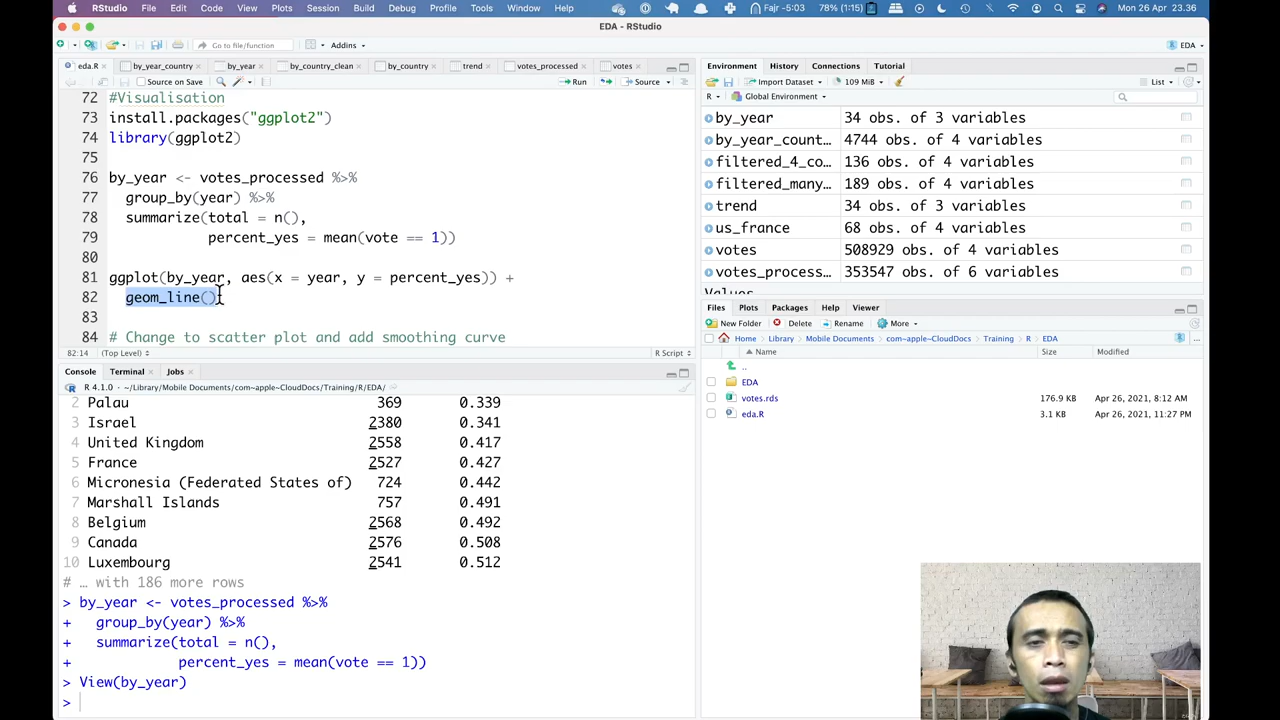 RStudio File Edit Code View Plots Session Build Debug Profile Tools Window Help Fajr -5:03 78% (1:15) Mon 26 Apr 23.36
EDA - RStudio
Go to file/function Addins EDA
eda.R by_year_country by_year by_country_clean by_country trend votes_processed votes
Source on Save Run Source
72 #Visualisation
73 install.packages("ggplot2")
74 library(ggplot2)
75
76 by_year <- votes_processed %>%
77 group_by(year) %>%
78 summarize(total = n(),
79 percent_yes = mean(vote == 1))
80
81 ggplot(by_year, aes(x = year, y = percent_yes)) +
82 geom_line()
83
84 # Change to scatter plot and add smoothing curve
82:14 (Top Level) R Script
Console Terminal Jobs
R 4.1.0 · ~/Library/Mobile Documents/com~apple~CloudDocs/Training/R/EDA/
2 Palau 369 0.339
3 Israel 2380 0.341
4 United Kingdom 2558 0.417
5 France 2527 0.427
6 Micronesia (Federated States of) 724 0.442
7 Marshall Islands 757 0.491
8 Belgium 2568 0.492
9 Canada 2576 0.508
10 Luxembourg 2541 0.512
# … with 186 more rows
> by_year <- votes_processed %>%
+ group_by(year) %>%
+ summarize(total = n(),
+ percent_yes = mean(vote == 1))
> View(by_year)
>
Environment History Connections Tutorial
Import Dataset 109 MiB List
R Global Environment
by_year 34 obs. of 3 variables
by_year_count… 4744 obs. of 4 variables
filtered_4_co… 136 obs. of 4 variables
filtered_many… 189 obs. of 4 variables
trend 34 obs. of 3 variables
us_france 68 obs. of 4 variables
votes 508929 obs. of 4 variables
votes_process… 353547 obs. of 6 variables
Values
Files Plots Packages Help Viewer
New Folder Delete Rename More
Home Library Mobile Documents com~apple~CloudDocs Training R EDA
Name Size Modified
..
EDA
votes.rds 176.9 KB Apr 26, 2021, 8:12 AM
eda.R 3.1 KB Apr 26, 2021, 11:27 PM